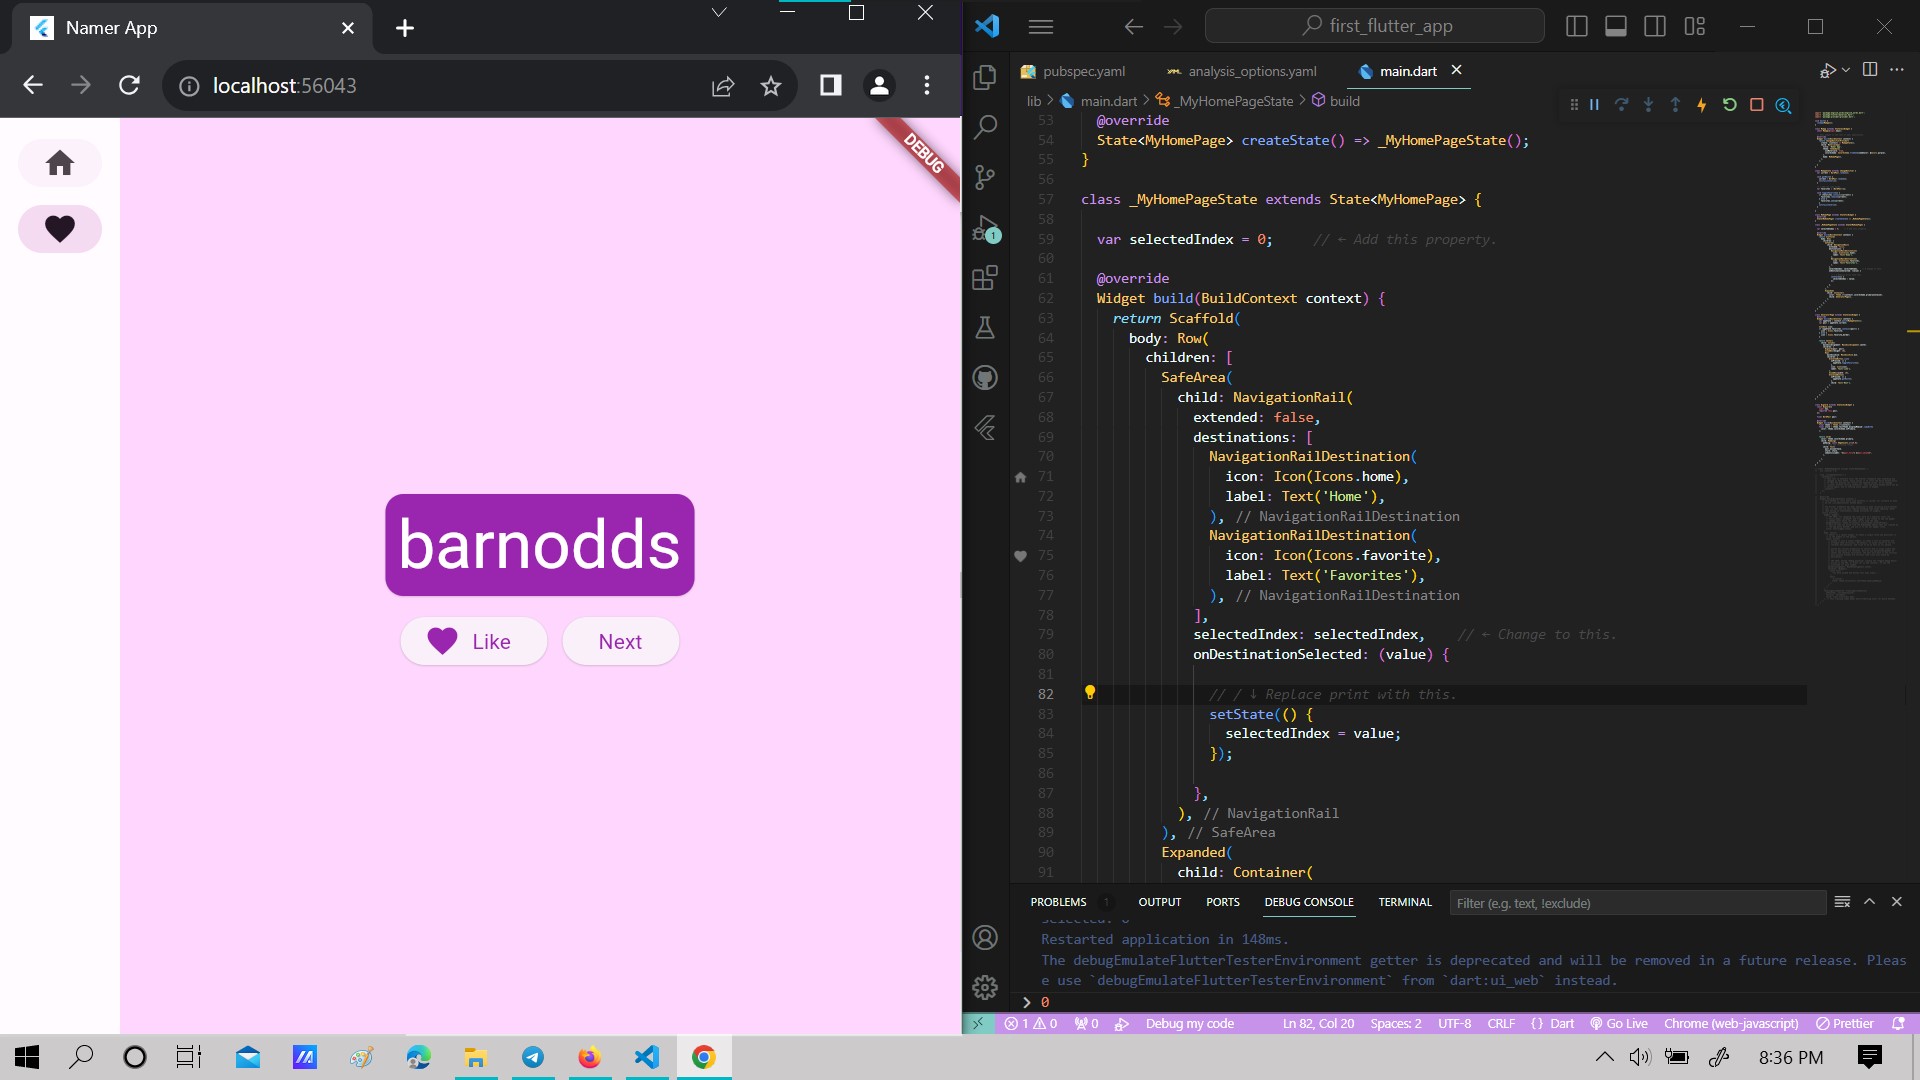 Namer App
localhost:56043
DEBUG
barnodds
Like
Next
first_flutter_app
pubspec.yaml
analysis_options.yaml
main.dart
lib > main.dart > _MyHomePageState > build
53 @override
54 State<MyHomePage> createState() => _MyHomePageState();
55 }
56
57 class _MyHomePageState extends State<MyHomePage> {
58
59 var selectedIndex = 0; // ← Add this property.
60
61 @override
62 Widget build(BuildContext context) {
63 return Scaffold(
64 body: Row(
65 children: [
66 SafeArea(
67 child: NavigationRail(
68 extended: false,
69 destinations: [
70 NavigationRailDestination(
71 icon: Icon(Icons.home),
72 label: Text('Home'),
73 ), // NavigationRailDestination
74 NavigationRailDestination(
75 icon: Icon(Icons.favorite),
76 label: Text('Favorites'),
77 ), // NavigationRailDestination
78 ],
79 selectedIndex: selectedIndex, // ← Change to this.
80 onDestinationSelected: (value) {
81
82 // / ↓ Replace print with this.
83 setState(() {
84 selectedIndex = value;
85 });
86
87 },
88 ), // NavigationRail
89 ), // SafeArea
90 Expanded(
91 child: Container(
1
PROBLEMS 1 OUTPUT PORTS DEBUG CONSOLE TERMINAL Filter (e.g. text, !exclude)
Restarted application in 148ms.
The debugEmulateFlutterTesterEnvironment getter is deprecated and will be removed in a future release. Pleas
e use `debugEmulateFlutterTesterEnvironment` from `dart:ui_web` instead.
> 0
1 0 0 Debug my code Ln 82, Col 20 Spaces: 2 UTF-8 CRLF {} Dart Go Live Chrome (web-javascript) Prettier
8:36 PM